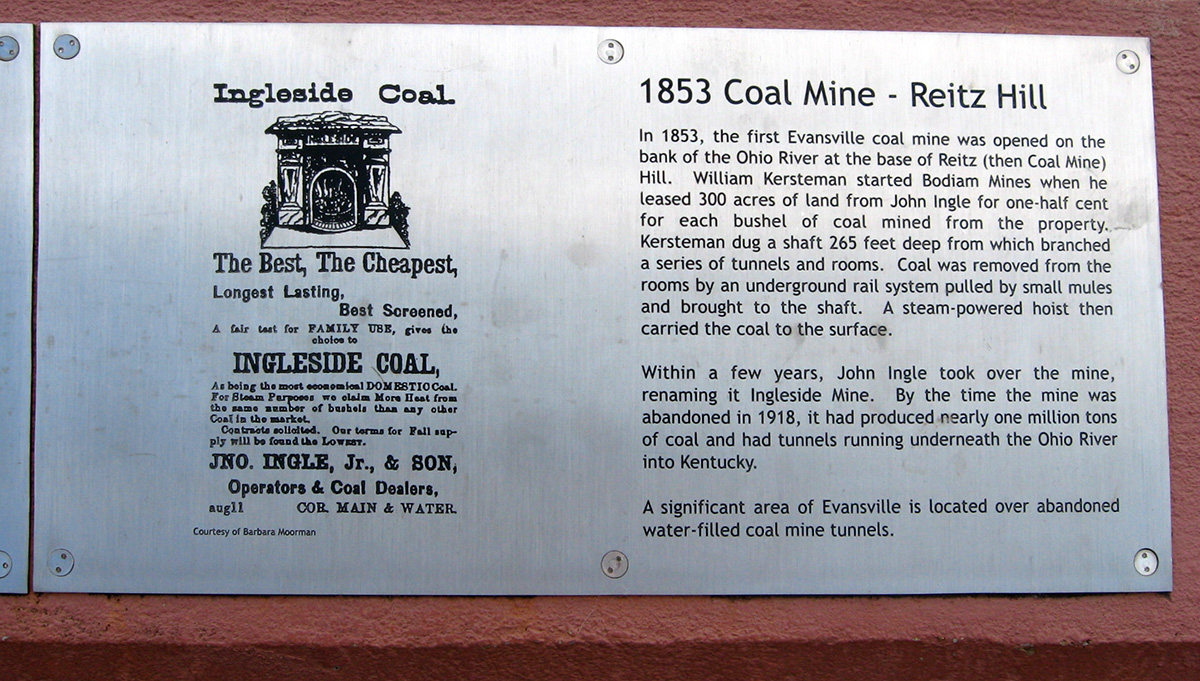 Ingleside Coal.
The Best, The Cheapest,
Longest Lasting,
Best Screened,
A fair test for FAMILY USE, gives the
choice to
INGLESIDE COAL,
As being the most economical DOMESTIC Coal.
For Steam Purposes we claim More Heat from
the same number of bushels than any other
Coal in the market.
Contracts solicited. Our terms for Fall sup-
ply will be found the LOWEST.
JNO. INGLE, Jr., & SON,
Operators & Coal Dealers,
aug11 COR. MAIN & WATER.
Courtesy of Barbara Moorman
1853 Coal Mine - Reitz Hill
In 1853, the first Evansville coal mine was opened on the
bank of the Ohio River at the base of Reitz (then Coal Mine)
Hill. William Kersteman started Bodiam Mines when he
leased 300 acres of land from John Ingle for one-half cent
for each bushel of coal mined from the property.
Kersteman dug a shaft 265 feet deep from which branched
a series of tunnels and rooms. Coal was removed from the
rooms by an underground rail system pulled by small mules
and brought to the shaft. A steam-powered hoist then
carried the coal to the surface.
Within a few years, John Ingle took over the mine,
renaming it Ingleside Mine. By the time the mine was
abandoned in 1918, it had produced nearly one million tons
of coal and had tunnels running underneath the Ohio River
into Kentucky.
A significant area of Evansville is located over abandoned
water-filled coal mine tunnels.